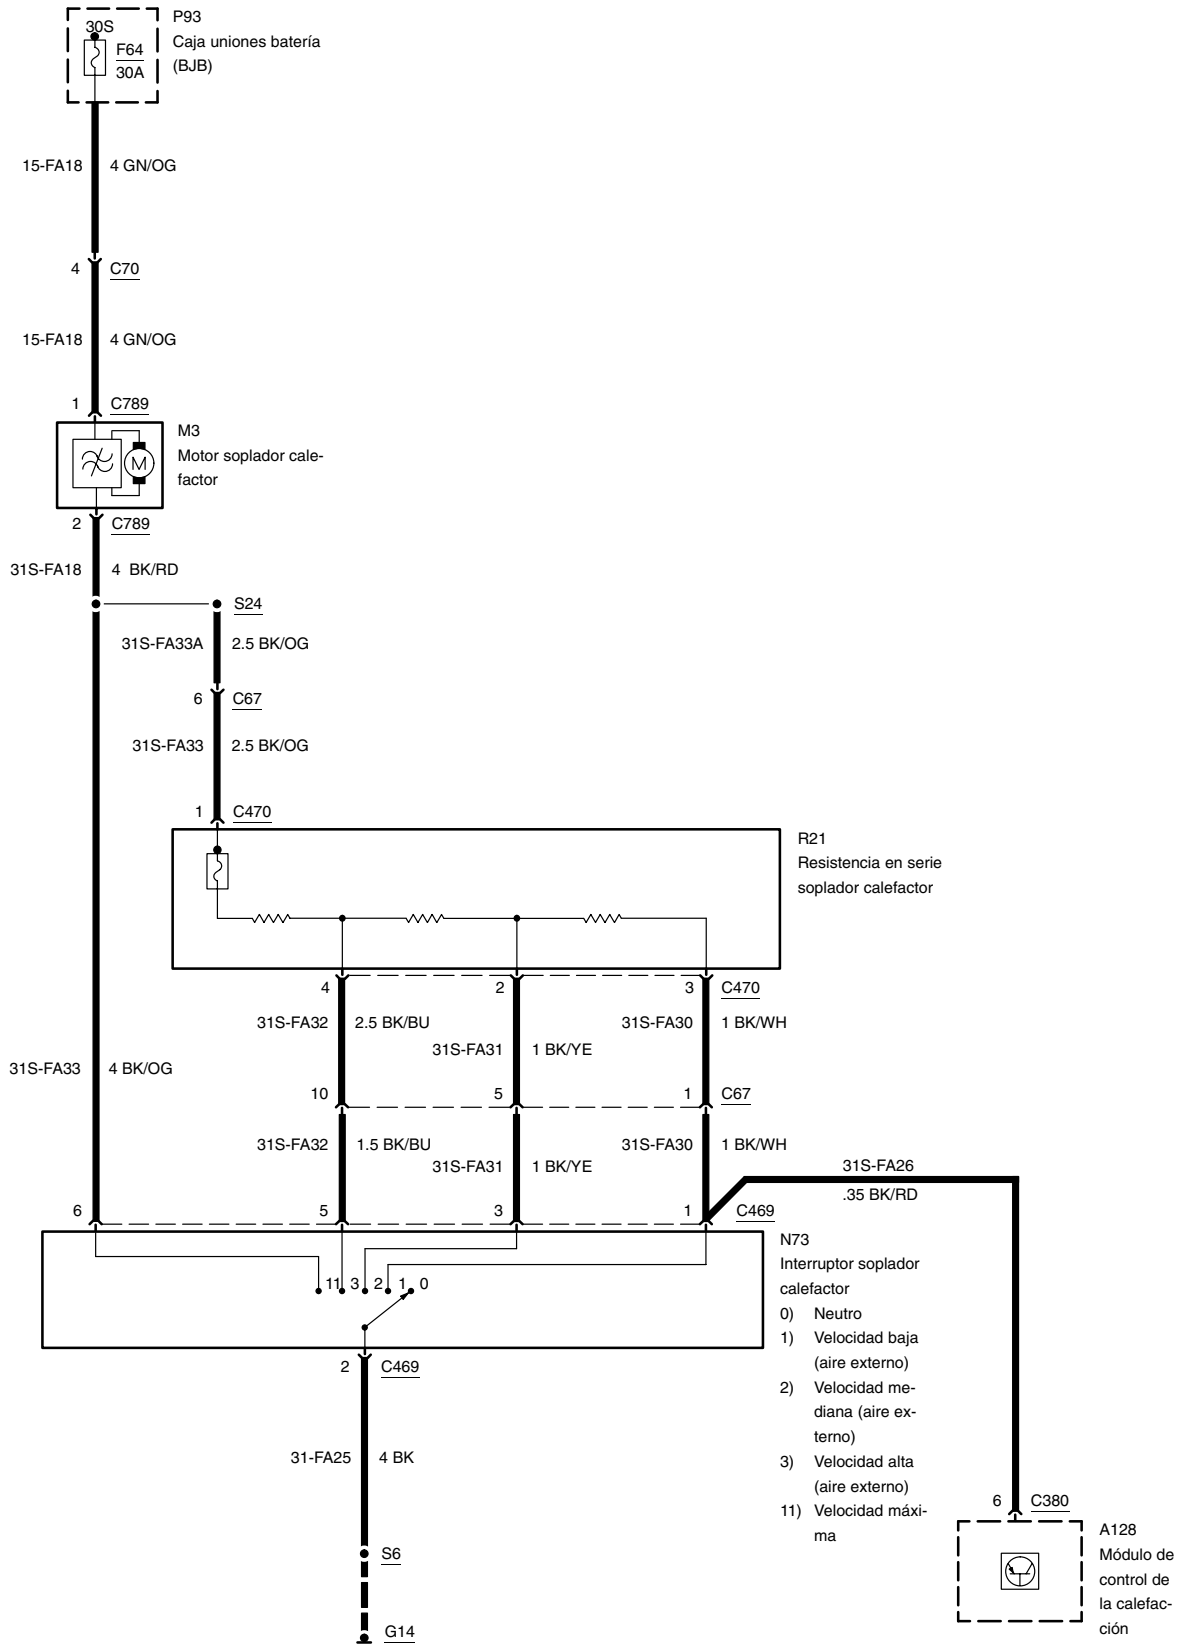 P93
30S
Caja uniones batería
F64
(BJB)
30A
15-FA18 4 GN/OG
4 C70
15-FA18 4 GN/OG
1 C789
M3
Motor soplador cale-
factor
M
2 C789
31S-FA18 4 BK/RD
S24
31S-FA33A 2.5 BK/OG
6 C67
31S-FA33 2.5 BK/OG
1 C470
R21
Resistencia en serie
soplador calefactor
4 2 3 C470
31S-FA32 2.5 BK/BU 31S-FA30 1 BK/WH
31S-FA31 1 BK/YE
31S-FA33 4 BK/OG
10 5 1 C67
31S-FA32 1.5 BK/BU 31S-FA30 1 BK/WH
31S-FA31 1 BK/YE
31S-FA26
.35 BK/RD
6 5 3 1 C469
N73
Interruptor soplador
calefactor
11 3 2 1 0
0) Neutro
1) Velocidad baja
(aire externo)
2) Velocidad me-
diana (aire ex-
terno)
3) Velocidad alta
(aire externo)
11) Velocidad máxi-
ma
2 C469
31-FA25 4 BK
S6
G14
6 C380
A128
Módulo de
control de
la calefac-
ción